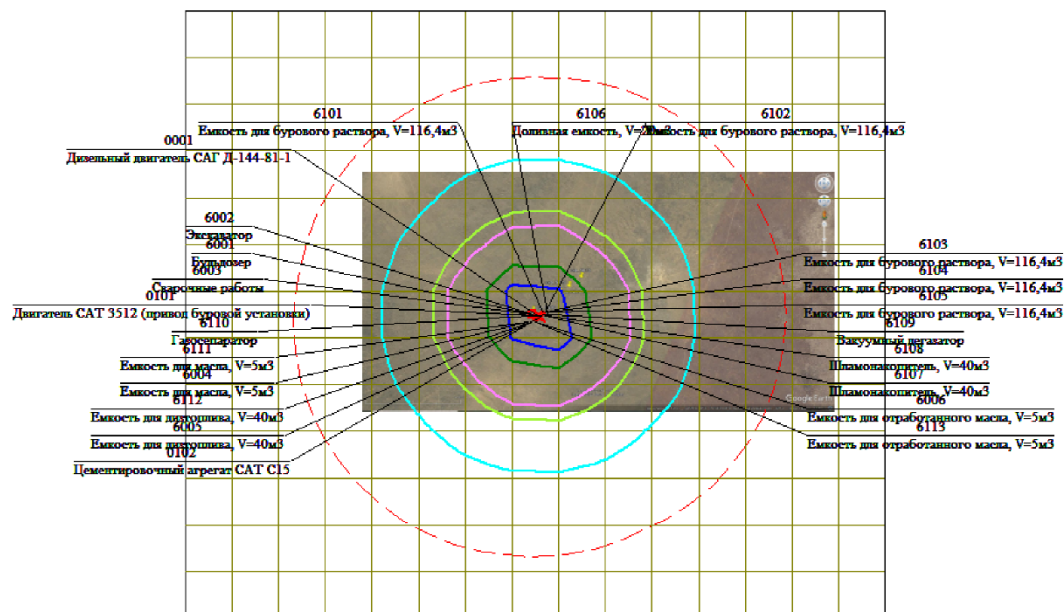 6101
6106
6102
Емкость для бурового раствора, V=116,4м3
Доливная емкость,
Емкость для бурового раствора, V=116,4м3
0001
Дизельный двигатель САГ Д-144-81-1
6002
Экскаватор
6001
Бульдозер
6003
Сварочные работы
0101
Двигатель САТ 3512 (привод буровой установки)
6110
Газосепаратор
6111
Емкость для масла, V=5м3
6004
Емкость для масла, V=5м3
6112
Емкость для дизтоплива, V=40м3
6005
Емкость для дизтоплива, V=40м3
0102
Цементировочный агрегат САТ С15
6103
Емкость для бурового раствора, V=116,4м3
6104
Емкость для бурового раствора, V=116,4м3
6105
Емкость для бурового раствора, V=116,4м3
6109
Вакуумный дегазатор
6108
Шламонакопитель, V=40м3
6107
Шламонакопитель, V=40м3
6006
Емкость для отработанного масла, V=5м3
6113
Емкость для отработанного масла, V=5м3
Google Earth